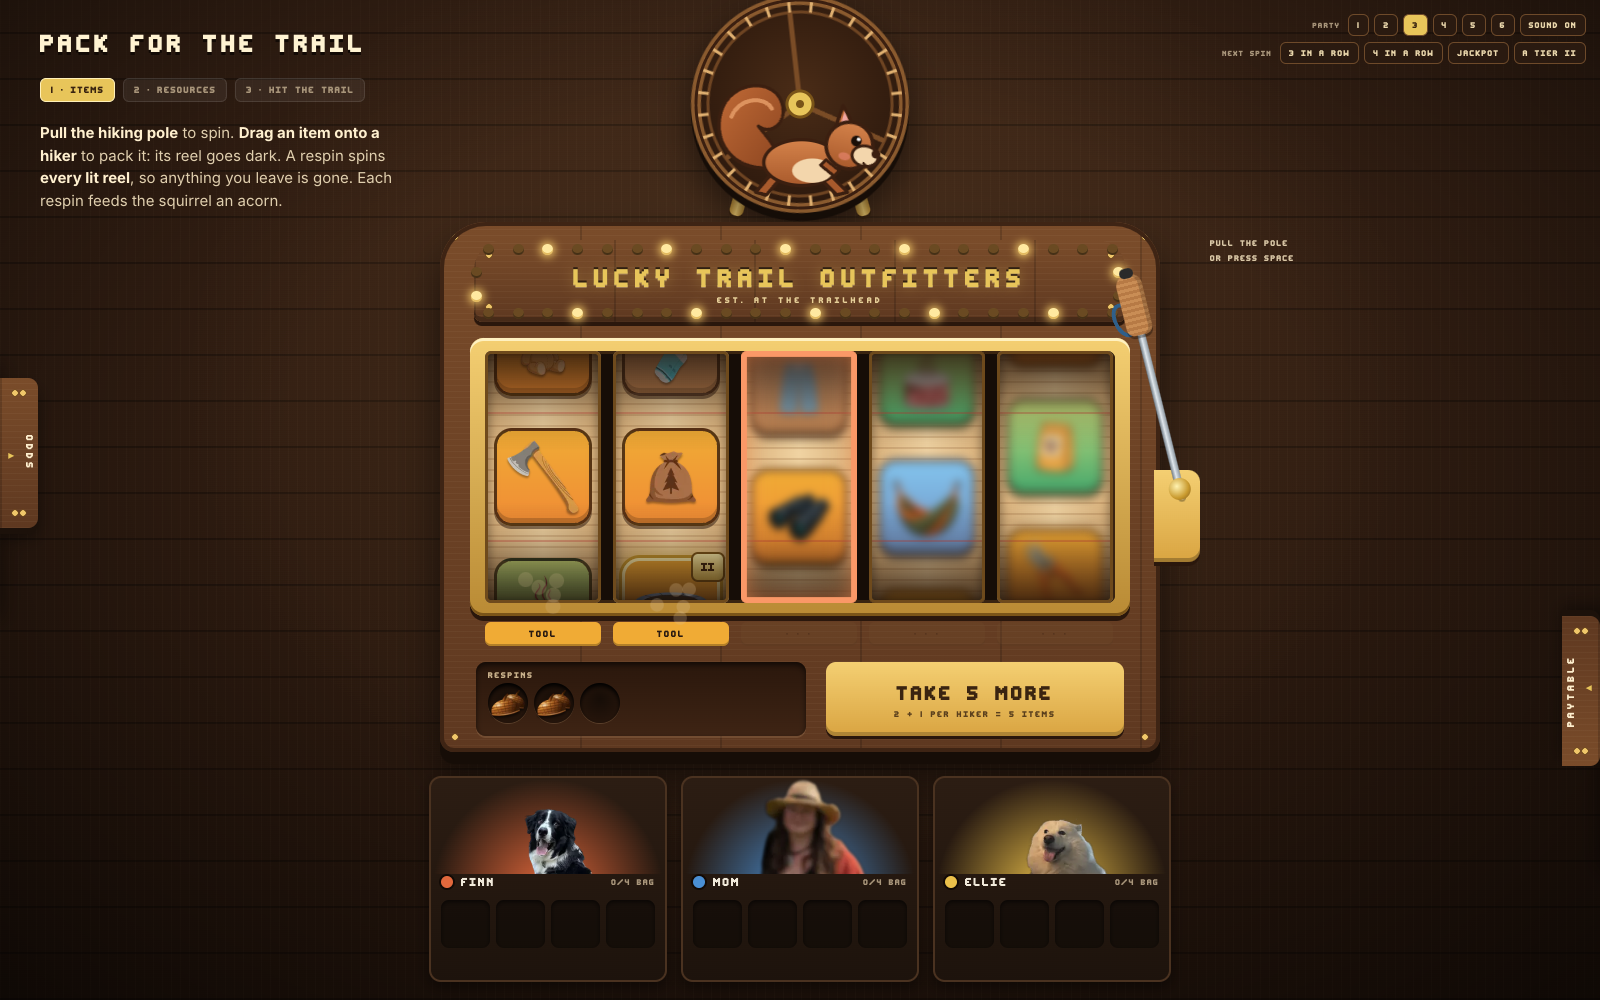 PACK FOR THE TRAIL
1 · ITEMS
2 · RESOURCES
3 · HIT THE TRAIL
Pull the hiking pole to spin. Drag an item onto a
hiker to pack it: its reel goes dark. A respin spins
every lit reel, so anything you leave is gone. Each
respin feeds the squirrel an acorn.
PARTY
1
2
3
4
5
6
SOUND ON
NEXT SPIN
3 IN A ROW
4 IN A ROW
JACKPOT
A TIER II
PULL THE POLE
OR PRESS SPACE
LUCKY TRAIL OUTFITTERS
EST. AT THE TRAILHEAD
ODDS
II
TOOL
TOOL
RESPINS
TAKE 5 MORE
2 + 1 PER HIKER = 5 ITEMS
PAYTABLE
FINN
0/4 BAG
MOM
0/4 BAG
ELLIE
0/4 BAG